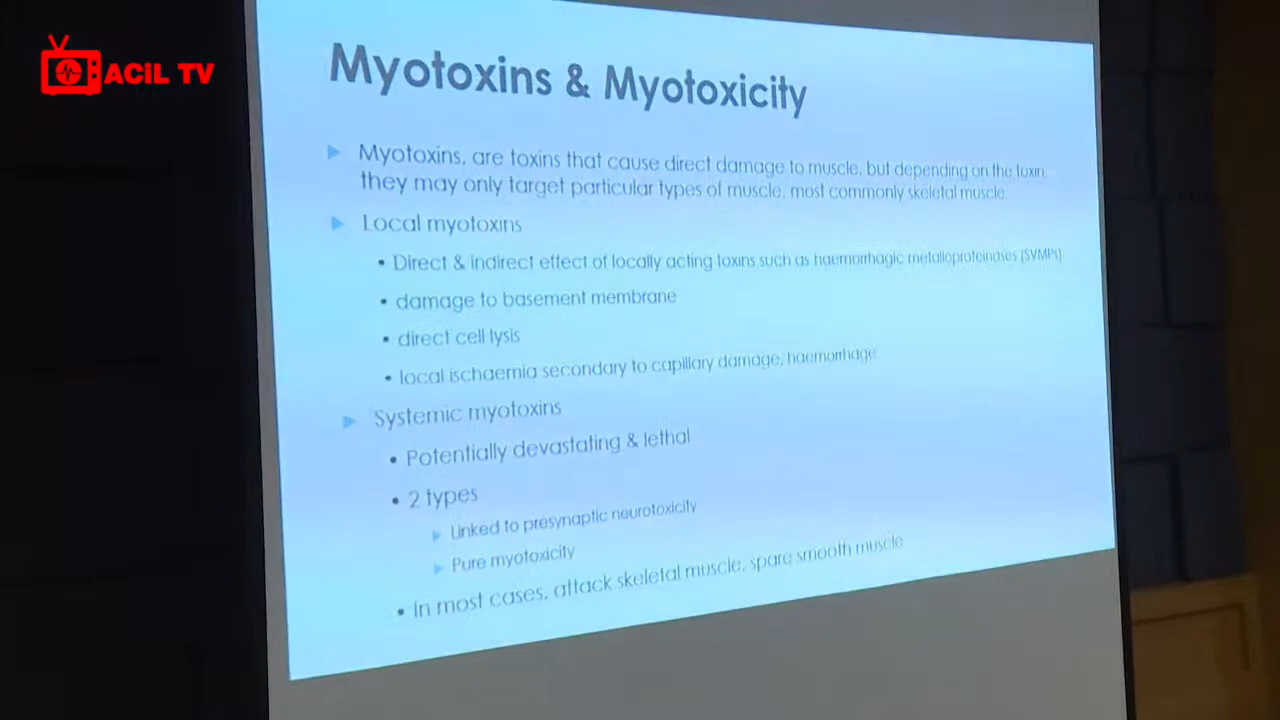 ACİL TV
Myotoxins & Myotoxicity
Myotoxins, are toxins that cause direct damage to muscle, but depending on the toxin,
they may only target particular types of muscle, most commonly skeletal muscle.
Local myotoxins
• Direct & indirect effect of locally acting toxins such as haemorrhagic metalloproteinases (SVMPs)
• damage to basement membrane
• direct cell lysis
• local ischaemia secondary to capillary damage, haemorrhage
Systemic myotoxins
• Potentially devastating & lethal
• 2 types
Linked to presynaptic neurotoxicity
Pure myotoxicity
• In most cases, attack skeletal muscle, spare smooth muscle